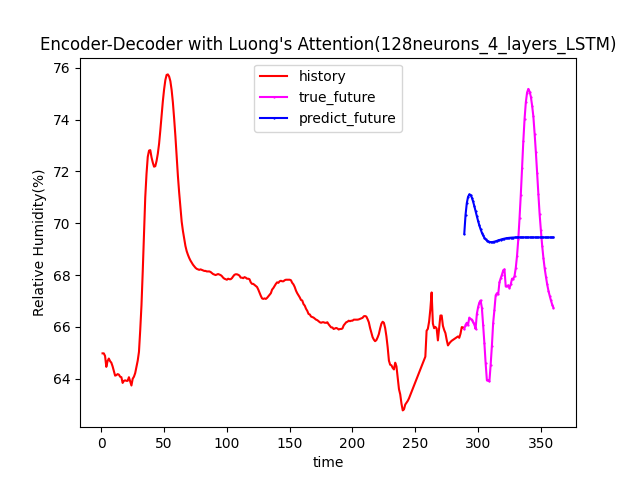 Encoder-Decoder with Luong's Attention(128neurons_4_layers_LSTM)
history
true_future
predict_future
Relative Humidity(%)
76
74
72
70
68
66
64
0 50 100 150 200 250 300 350
time